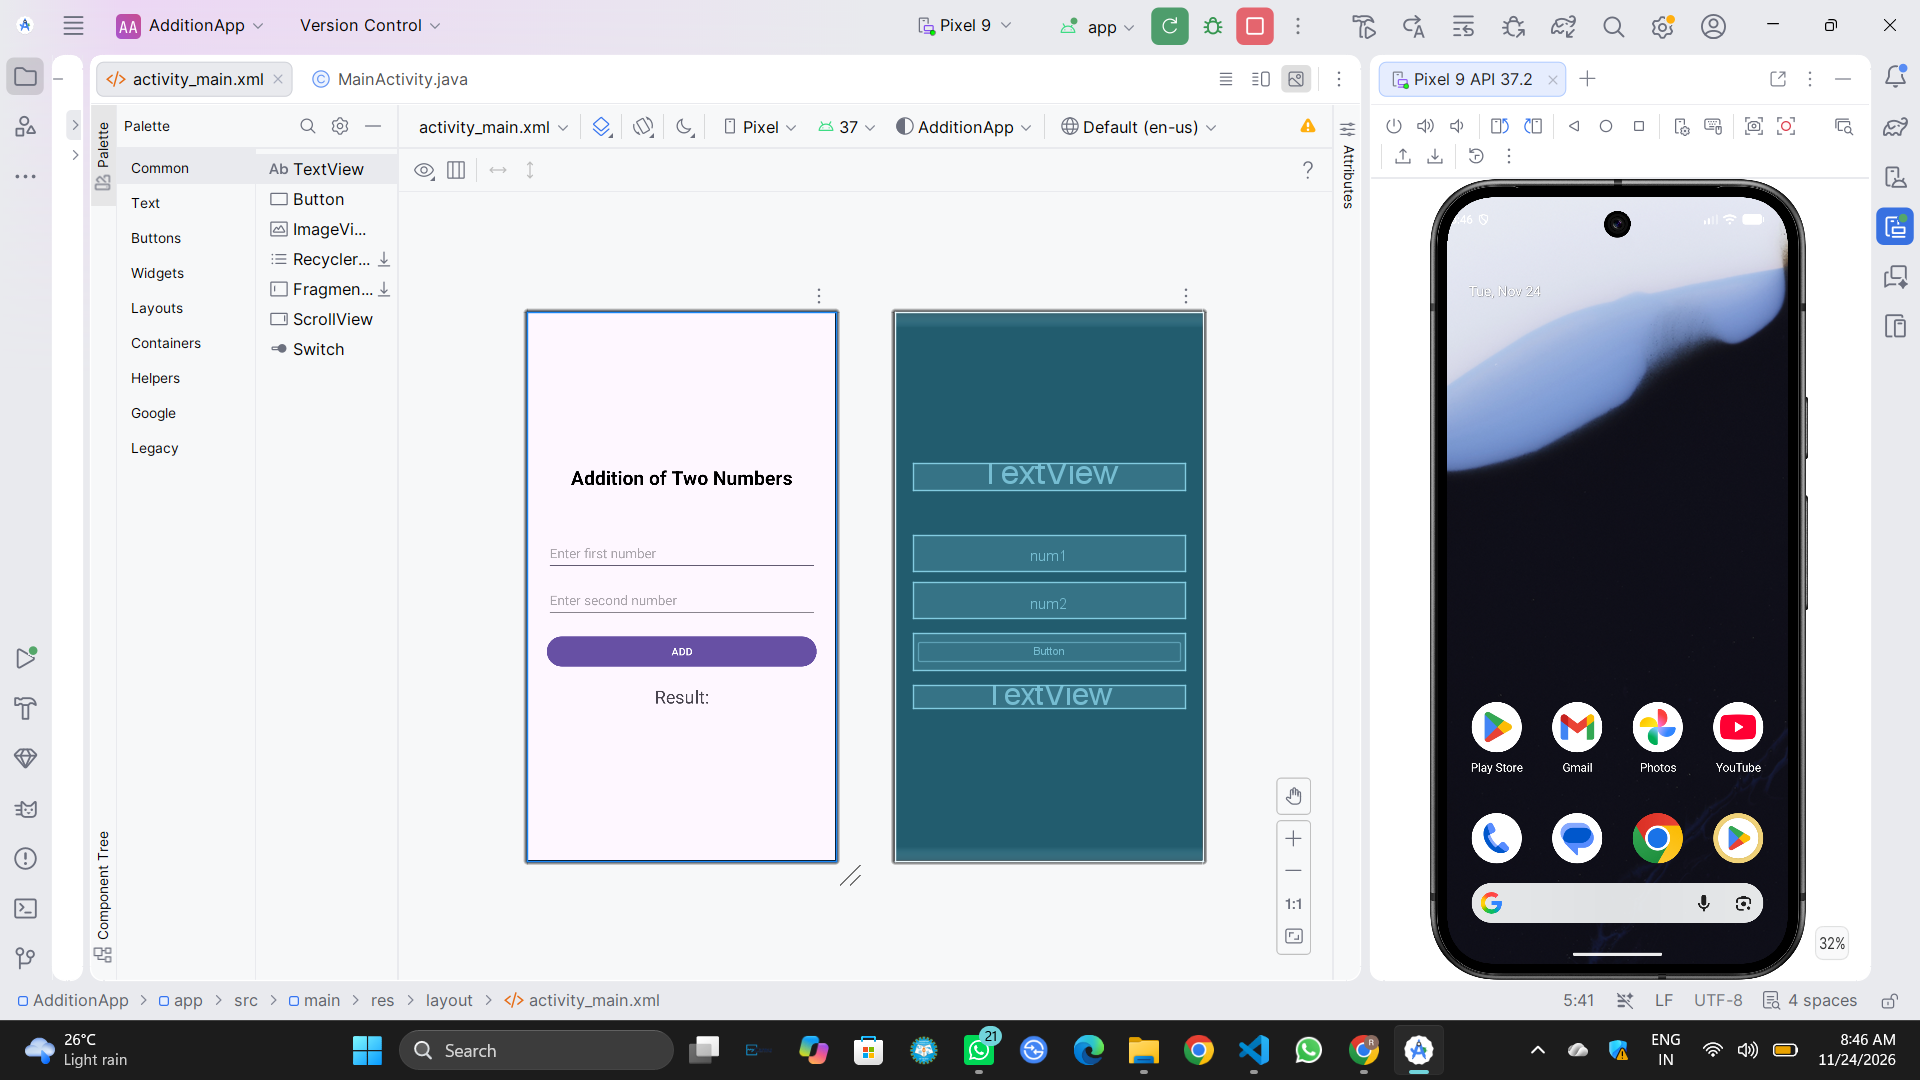 AA AdditionApp
Version Control
Pixel 9
app
activity_main.xml
MainActivity.java
Pixel 9 API 37.2
Palette
Palette
activity_main.xml
Pixel
37
AdditionApp
Default (en-us)
Attributes
Common
Text
Buttons
Widgets
Layouts
Containers
Helpers
Google
Legacy
Ab TextView
Button
ImageVi...
Recycler...
Fragmen...
ScrollView
Switch
?
Addition of Two Numbers
Enter first number
Enter second number
ADD
Result:
TextView
num1
num2
Button
TextView
1:1
Component Tree
:46
Tue, Nov 24
Play Store
Gmail
Photos
YouTube
32%
AdditionApp > app > src > main > res > layout > </> activity_main.xml
5:41
LF
UTF-8
4 spaces
26°C
Light rain
Search
21
R
ENG
IN
8:46 AM
11/24/2026